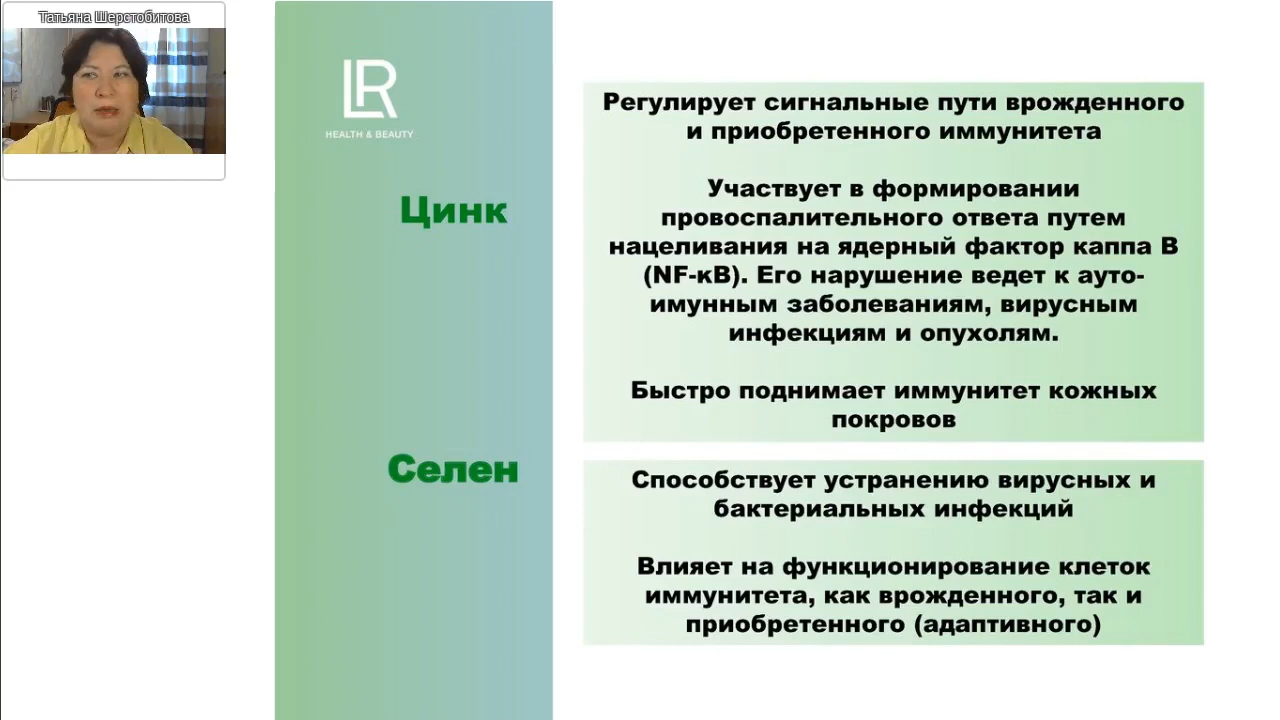 Татьяна Шерстобитова
LR
HEALTH & BEAUTY
Цинк
Регулирует сигнальные пути врожденного
и приобретенного иммунитета
Участвует в формировании
провоспалительного ответа путем
нацеливания на ядерный фактор каппа В
(NF-кВ). Его нарушение ведет к ауто-
имунным заболеваниям, вирусным
инфекциям и опухолям.
Быстро поднимает иммунитет кожных
покровов
Селен
Способствует устранению вирусных и
бактериальных инфекций
Влияет на функционирование клеток
иммунитета, как врожденного, так и
приобретенного (адаптивного)